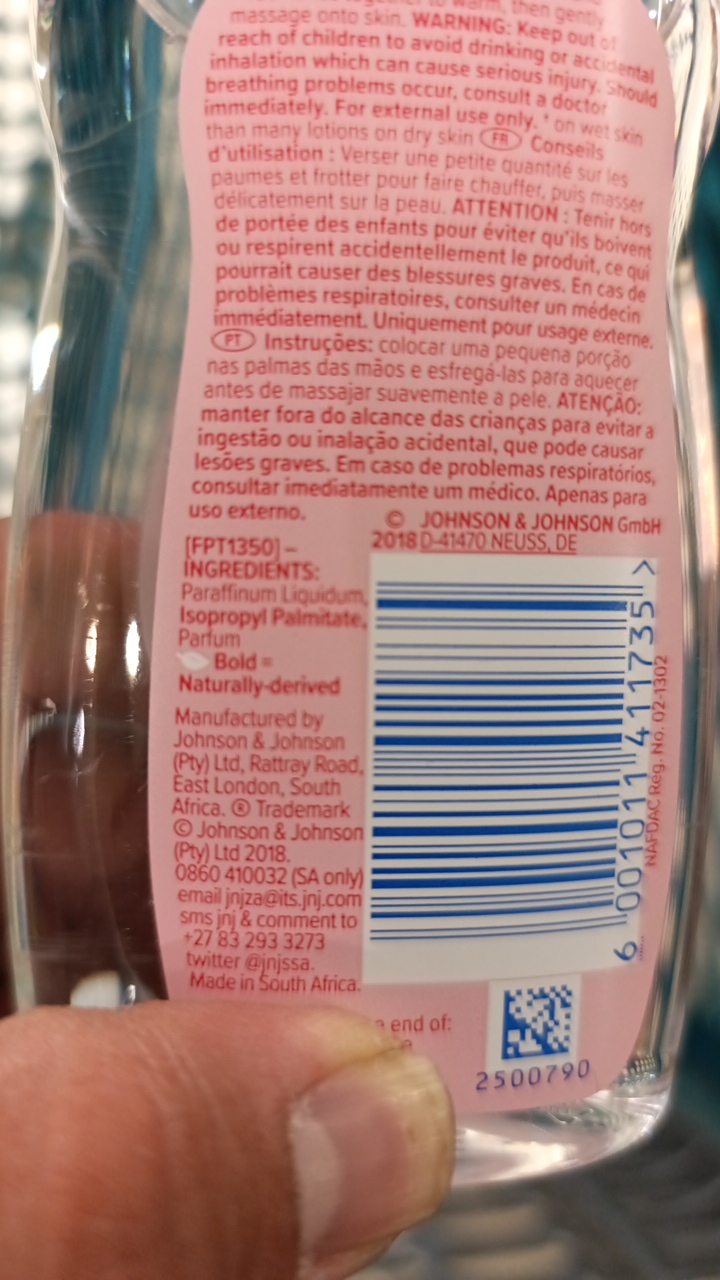 together to warm, then gently
massage onto skin. WARNING: Keep out of
reach of children to avoid drinking or accidental
inhalation which can cause serious injury. Should
breathing problems occur, consult a doctor
immediately. For external use only. * on wet skin
than many lotions on dry skin (FR) Conseils
d'utilisation : Verser une petite quantité sur les
paumes et frotter pour faire chauffer, puis masser
délicatement sur la peau. ATTENTION : Tenir hors
de portée des enfants pour éviter qu'ils boivent
ou respirent accidentellement le produit, ce qui
pourrait causer des blessures graves. En cas de
problèmes respiratoires, consulter un médecin
immédiatement. Uniquement pour usage externe.
(PT) Instruções: colocar uma pequena porção
nas palmas das mãos e esfregá-las para aquecer
antes de massajar suavemente a pele. ATENÇÃO:
manter fora do alcance das crianças para evitar a
ingestão ou inalação acidental, que pode causar
lesões graves. Em caso de problemas respiratórios,
consultar imediatamente um médico. Apenas para
uso externo.
© JOHNSON & JOHNSON GmbH
2018 D-41470 NEUSS, DE
[FPT1350] –
INGREDIENTS:
Paraffinum Liquidum,
Isopropyl Palmitate,
Parfum
Bold =
Naturally-derived
Manufactured by
Johnson & Johnson
(Pty) Ltd, Rattray Road,
East London, South
Africa. ® Trademark
© Johnson & Johnson
(Pty) Ltd 2018.
0860 410032 (SA only)
email jnjza@its.jnj.com
sms jnj & comment to
+27 83 293 3273
twitter @jnjssa.
Made in South Africa.
6 001011 411735 >
NAFDAC Reg. No. 02-1302
end of:
2500790